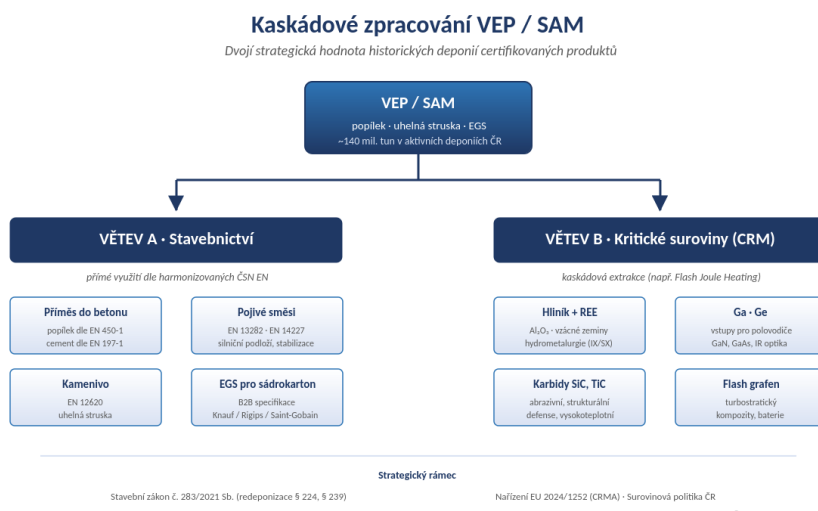 Kaskádové zpracování VEP / SAM
Dvojí strategická hodnota historických deponií certifikovaných produktů
VEP / SAM
popílek · uhelná struska · EGS
~140 mil. tun v aktivních deponiích ČR
VĚTEV A · Stavebnictví
přímé využití dle harmonizovaných ČSN EN
Příměs do betonu
popílek dle EN 450-1
cement dle EN 197-1
Pojivé směsi
EN 13282 · EN 14227
silniční podloží, stabilizace
Kamenivo
EN 12620
uhelná struska
EGS pro sádrokarton
B2B specifikace
Knauf / Rigips / Saint-Gobain
VĚTEV B · Kritické suroviny (CRM)
kaskádová extrakce (např. Flash Joule Heating)
Hliník + REE
Al₂O₃ · vzácné zeminy
hydrometalurgie (IX/SX)
Ga · Ge
vstupy pro polovodiče
GaN, GaAs, IR optika
Karbidy SiC, TiC
abrazivní, strukturální
defense, vysokoteplotní
Flash grafen
turbostratický
kompozity, baterie
Strategický rámec
Stavební zákon č. 283/2021 Sb. (redeponizace § 224, § 239)
Nařízení EU 2024/1252 (CRMA) · Surovinová politika ČR